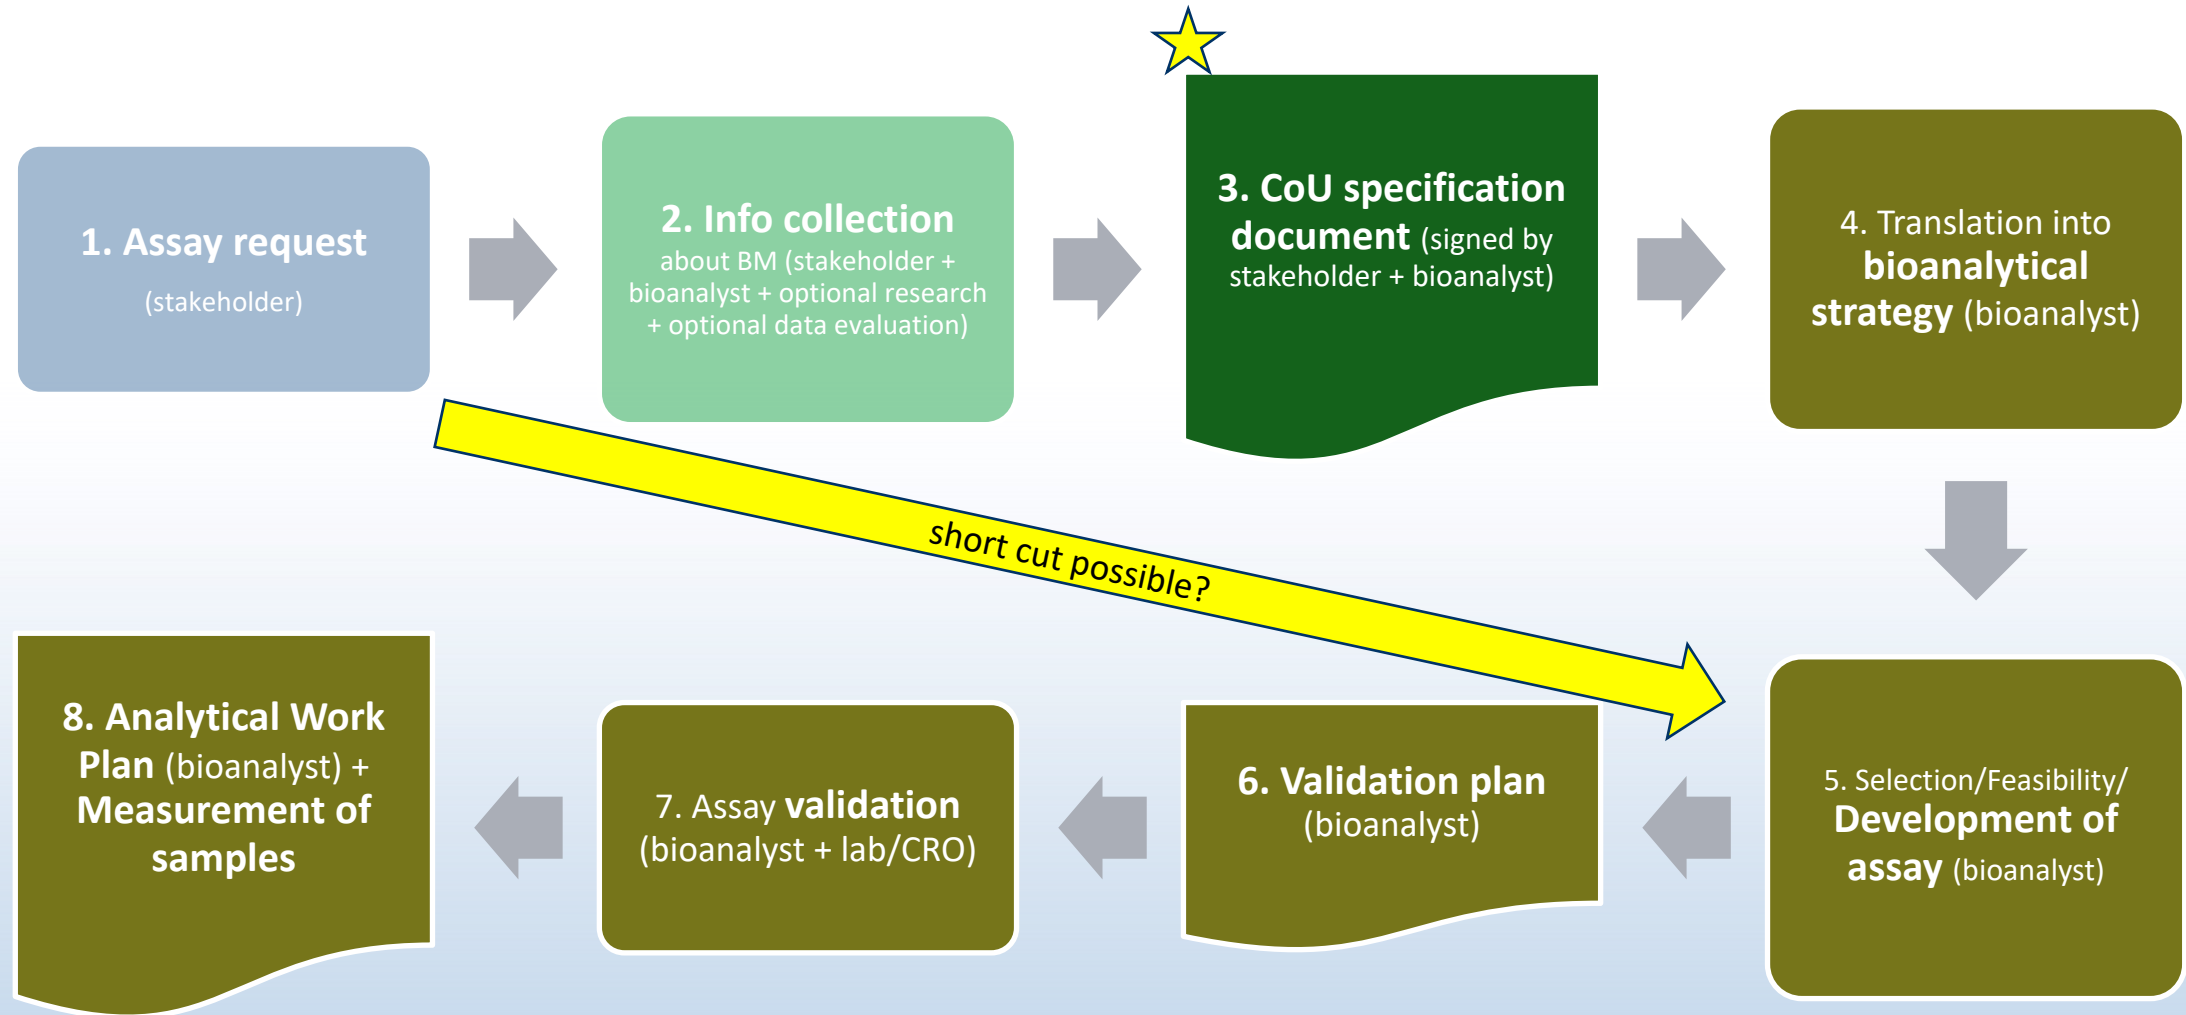 1. Assay request
(stakeholder)
2. Info collection
about BM (stakeholder +
bioanalyst + optional research
+ optional data evaluation)
3. CoU specification
document (signed by
stakeholder + bioanalyst)
4. Translation into
bioanalytical
strategy (bioanalyst)
short cut possible?
5. Selection/Feasibility/
Development of
assay (bioanalyst)
6. Validation plan
(bioanalyst)
7. Assay validation
(bioanalyst + lab/CRO)
8. Analytical Work
Plan (bioanalyst) +
Measurement of
samples